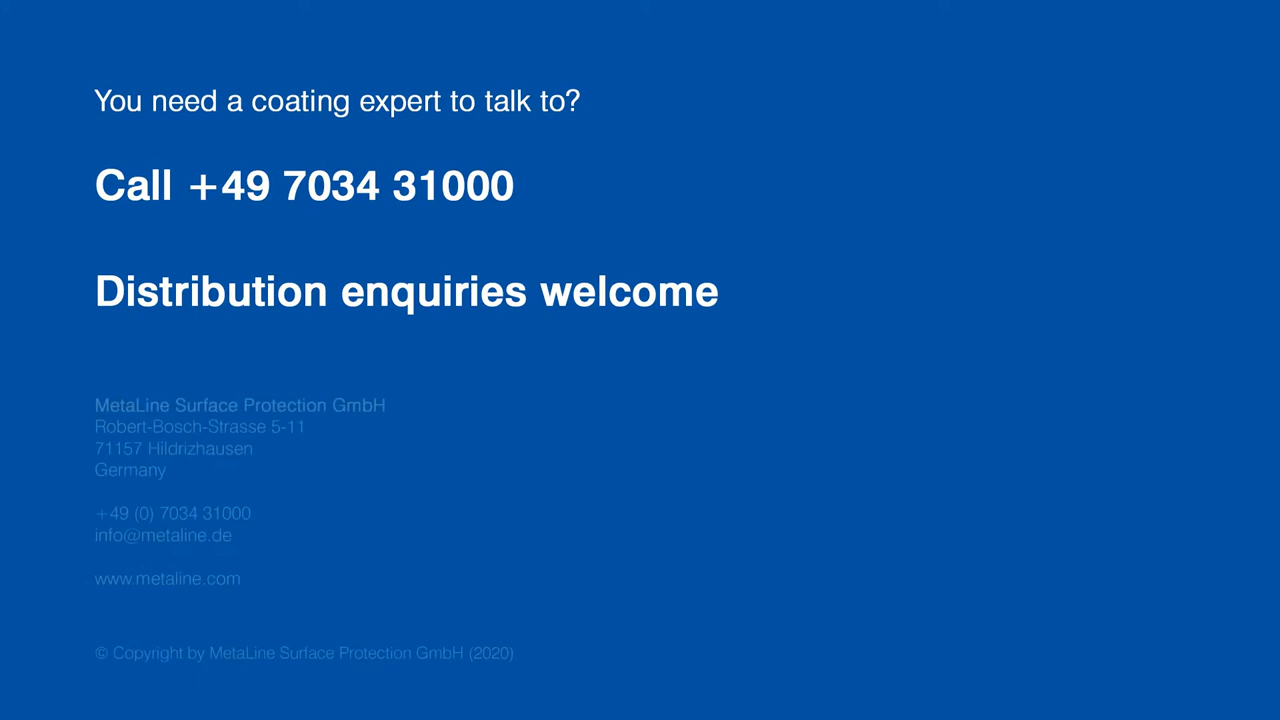 You need a coating expert to talk to?
Call +49 7034 31000
Distribution enquiries welcome
MetaLine Surface Protection GmbH
Robert-Bosch-Strasse 5-11
71157 Hildrizhausen
Germany
+49 (0) 7034 31000
info@metaline.de
www.metaline.com
© Copyright by MetaLine Surface Protection GmbH (2020)